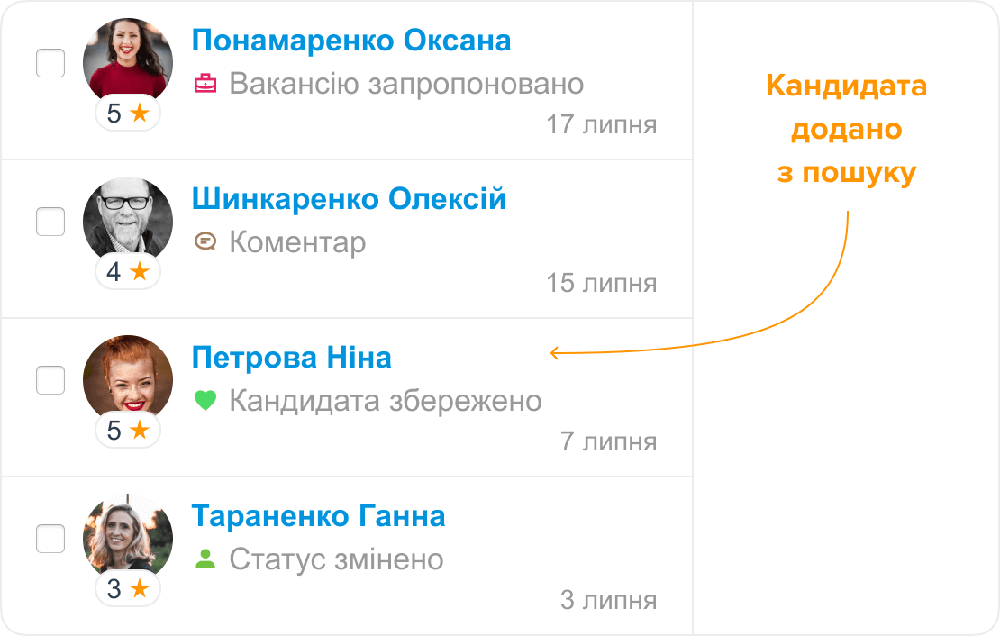 Понамаренко Оксана
Вакансію запропоновано
5
17 липня
Шинкаренко Олексій
Коментар
4
15 липня
Петрова Ніна
Кандидата збережено
5
7 липня
Тараненко Ганна
Статус змінено
3
3 липня
Кандидата
додано
з пошуку